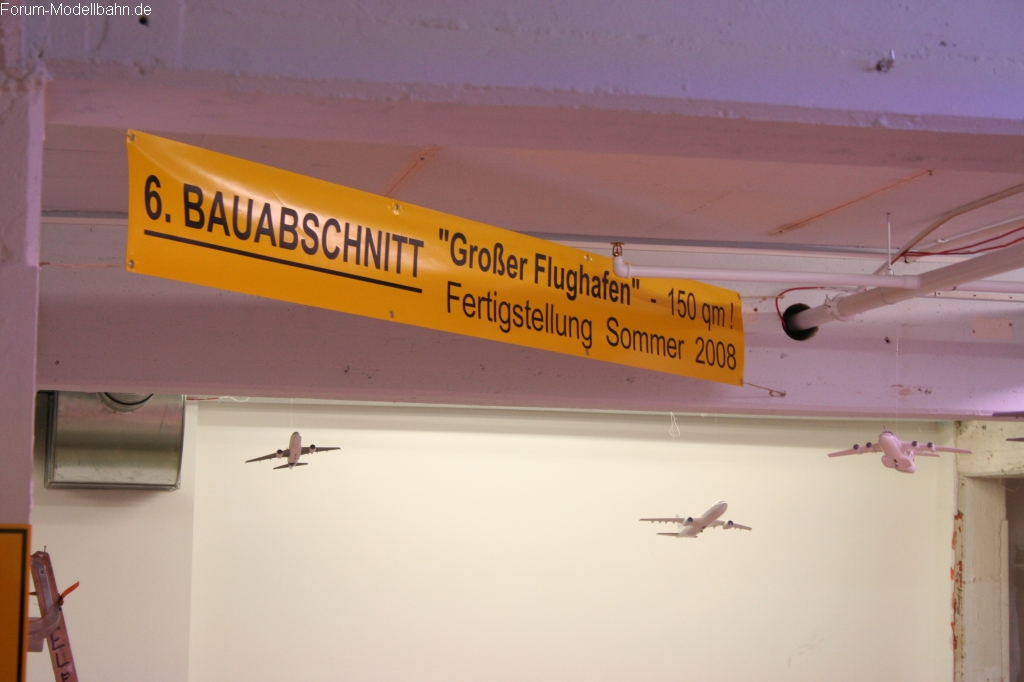 Forum-Modellbahn.de
6. BAUABSCHNITT "Großer Flughafen" - 150 qm !
Fertigstellung Sommer 2008